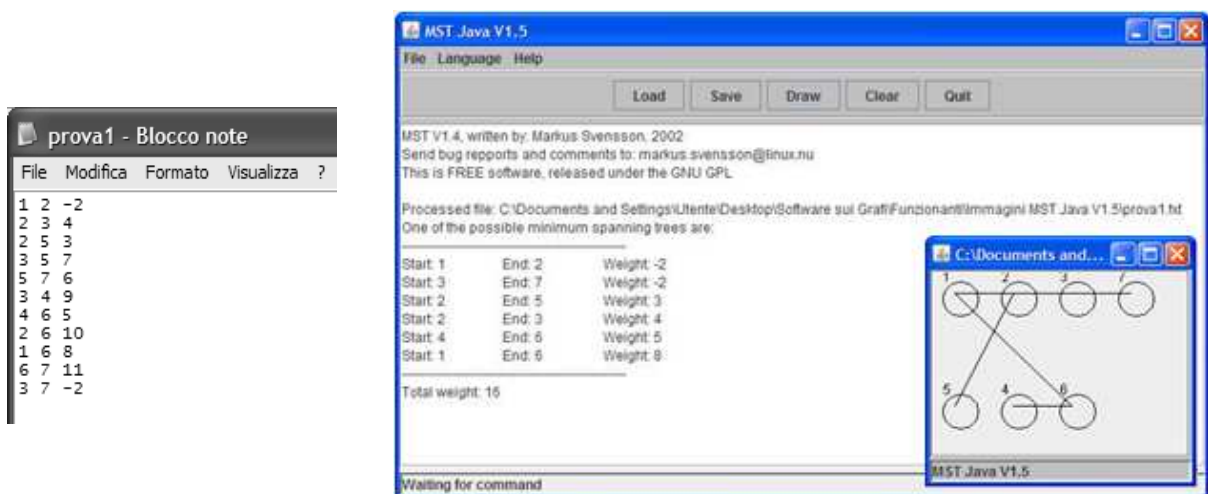 prova1 - Blocco note
File Modifica Formato Visualizza ?
1 2 -2
2 3 4
2 5 3
3 5 7
5 7 6
3 4 9
4 6 5
2 6 10
1 6 8
6 7 11
3 7 -2
MST Java V1.5
File Language Help
Load Save Draw Clear Quit
MST V1.4, written by: Markus Svensson, 2002
Send bug repports and comments to: markus.svensson@linux.nu
This is FREE software, released under the GNU GPL
Processed file: C:\Documents and Settings\Utente\Desktop\Software sui Grafi\Funzionanti\Immagini MST Java V1.5\prova1.txt
One of the possible minimum spanning trees are:
Start: 1 End: 2 Weight: -2
Start: 3 End: 7 Weight: -2
Start: 2 End: 5 Weight: 3
Start: 2 End: 3 Weight: 4
Start: 4 End: 6 Weight: 5
Start: 1 End: 6 Weight: 8
Total weight: 16
Waiting for command
C:\Documents and...
1 2 3 7
5 4 6
MST Java V1.5